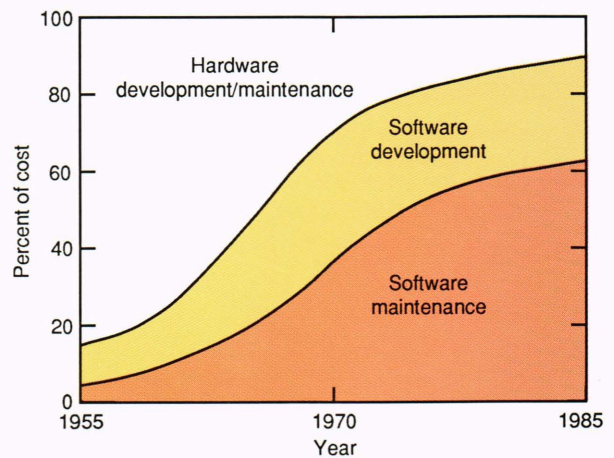 100
Hardware
development/maintenance
80
Software
development
60
Percent of cost
40
Software
maintenance
20
0
1955
1970
1985
Year